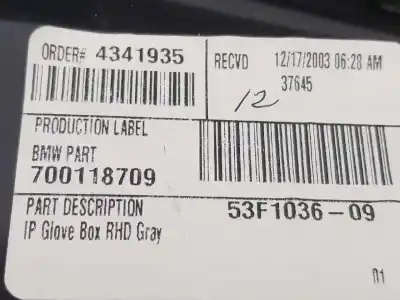 ORDER# 4341935
RECVD 12/17/2003 06:28 AM
37645
12
PRODUCTION LABEL
BMW PART
700118709
PART DESCRIPTION 53F1036-09
IP Glove Box RHD Gray